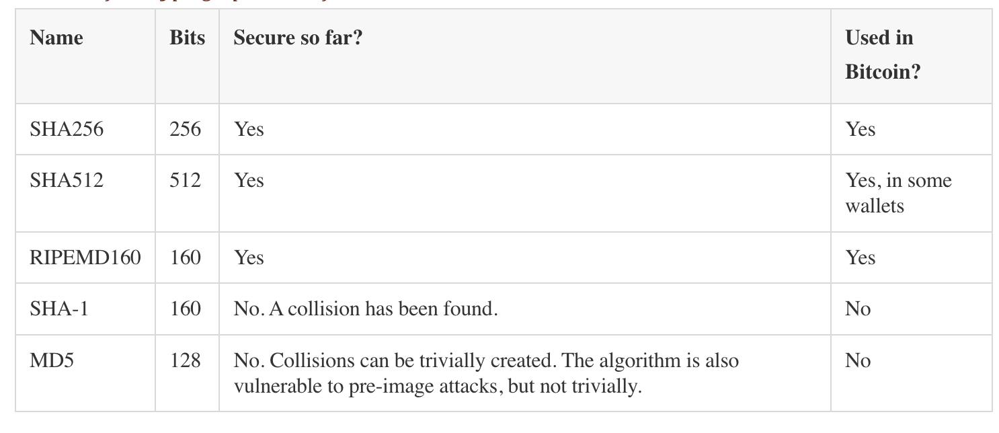 Name Bits Secure so far? Used in
Bitcoin?
SHA256 256 Yes Yes
SHA512 512 Yes Yes, in some
wallets
RIPEMD160 160 Yes Yes
SHA-1 160 No. A collision has been found. No
MD5 128 No. Collisions can be trivially created. The algorithm is also No
vulnerable to pre-image attacks, but not trivially.